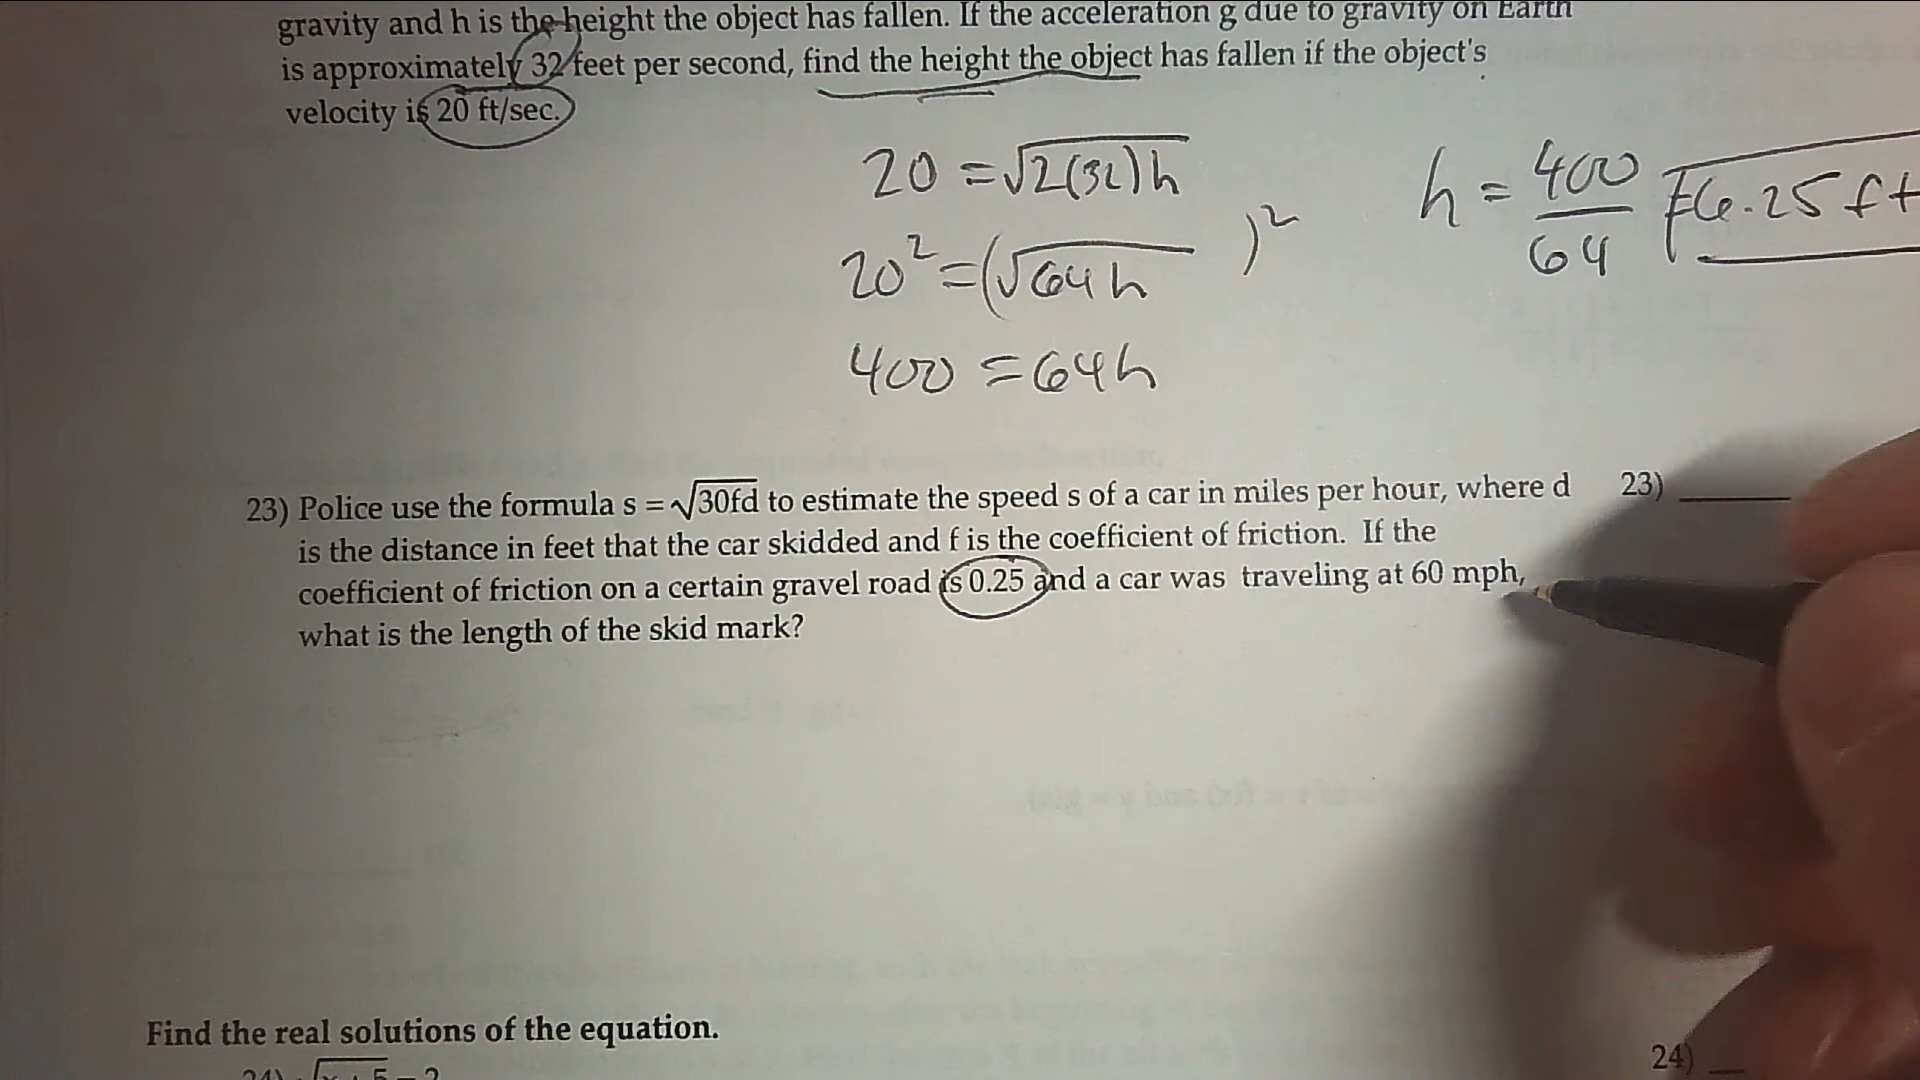 gravity and h is the height the object has fallen. If the acceleration g due to gravity on Earth
is approximately 32 feet per second, find the height the object has fallen if the object's
velocity is 20 ft/sec.
20 = √2(32)h
h = 400/64 = 6.25 ft
20² = (√64h )²
400 = 64h
23) Police use the formula s = √30fd to estimate the speed s of a car in miles per hour, where d 23) ______
is the distance in feet that the car skidded and f is the coefficient of friction. If the
coefficient of friction on a certain gravel road is 0.25 and a car was traveling at 60 mph,
what is the length of the skid mark?
Find the real solutions of the equation.
24) √x + 5 = 2
24) __